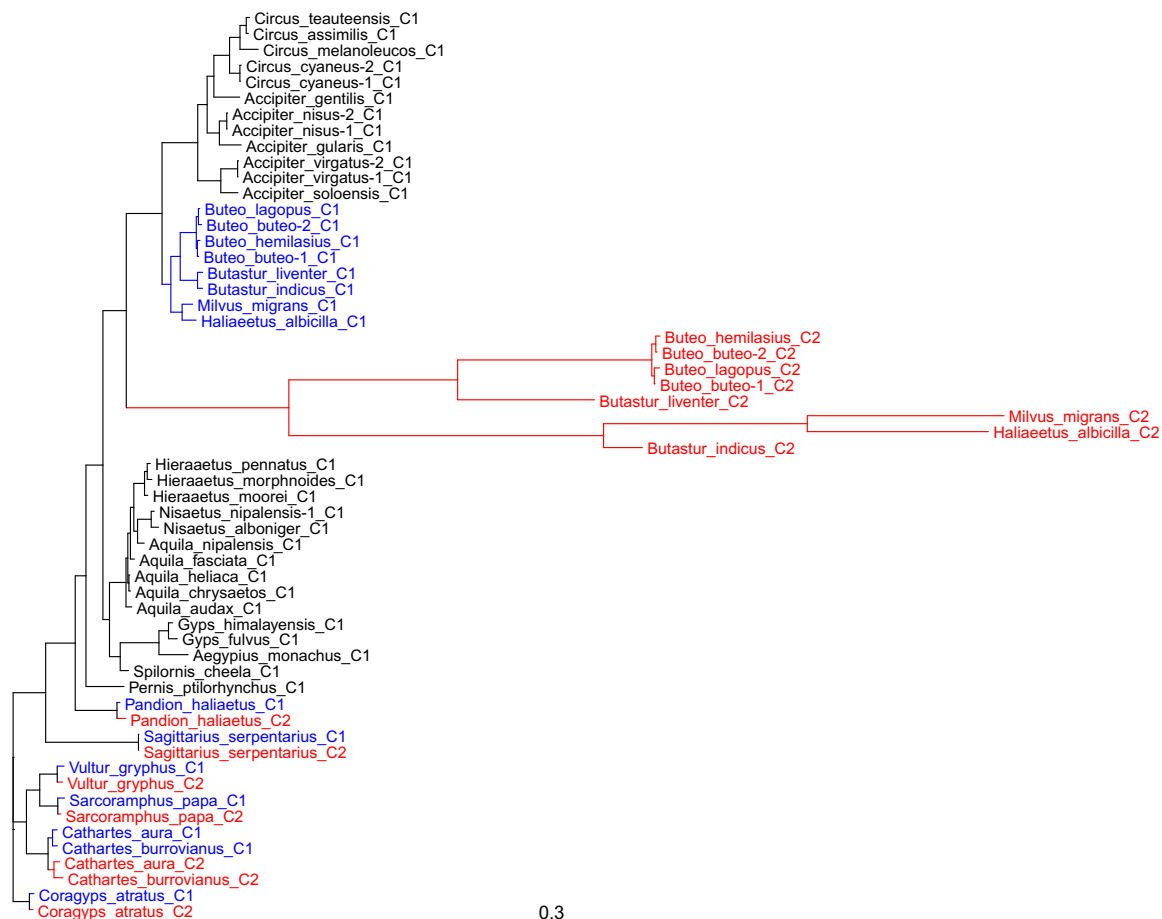 Circus_teauteensis_C1
Circus_assimilis_C1
Circus_melanoleucos_C1
Circus_cyaneus-2_C1
Circus_cyaneus-1_C1
Accipiter_gentilis_C1
Accipiter_nisus-2_C1
Accipiter_nisus-1_C1
Accipiter_gularis_C1
Accipiter_virgatus-2_C1
Accipiter_virgatus-1_C1
Accipiter_soloensis_C1
Buteo_lagopus_C1
Buteo_buteo-2_C1
Buteo_hemilasius_C1
Buteo_buteo-1_C1
Butastur_liventer_C1
Butastur_indicus_C1
Milvus_migrans_C1
Haliaeetus_albicilla_C1
Buteo_hemilasius_C2
Buteo_buteo-2_C2
Buteo_lagopus_C2
Buteo_buteo-1_C2
Butastur_liventer_C2
Milvus_migrans_C2
Haliaeetus_albicilla_C2
Butastur_indicus_C2
Hieraaetus_pennatus_C1
Hieraaetus_morphnoides_C1
Hieraaetus_moorei_C1
Nisaetus_nipalensis-1_C1
Nisaetus_alboniger_C1
Aquila_nipalensis_C1
Aquila_fasciata_C1
Aquila_heliaca_C1
Aquila_chrysaetos_C1
Aquila_audax_C1
Gyps_himalayensis_C1
Gyps_fulvus_C1
Aegypius_monachus_C1
Spilornis_cheela_C1
Pernis_ptilorhynchus_C1
Pandion_haliaetus_C1
Pandion_haliaetus_C2
Sagittarius_serpentarius_C1
Sagittarius_serpentarius_C2
Vultur_gryphus_C1
Vultur_gryphus_C2
Sarcoramphus_papa_C1
Sarcoramphus_papa_C2
Cathartes_aura_C1
Cathartes_burrovianus_C1
Cathartes_aura_C2
Cathartes_burrovianus_C2
Coragyps_atratus_C1
Coragyps_atratus_C2
0.3